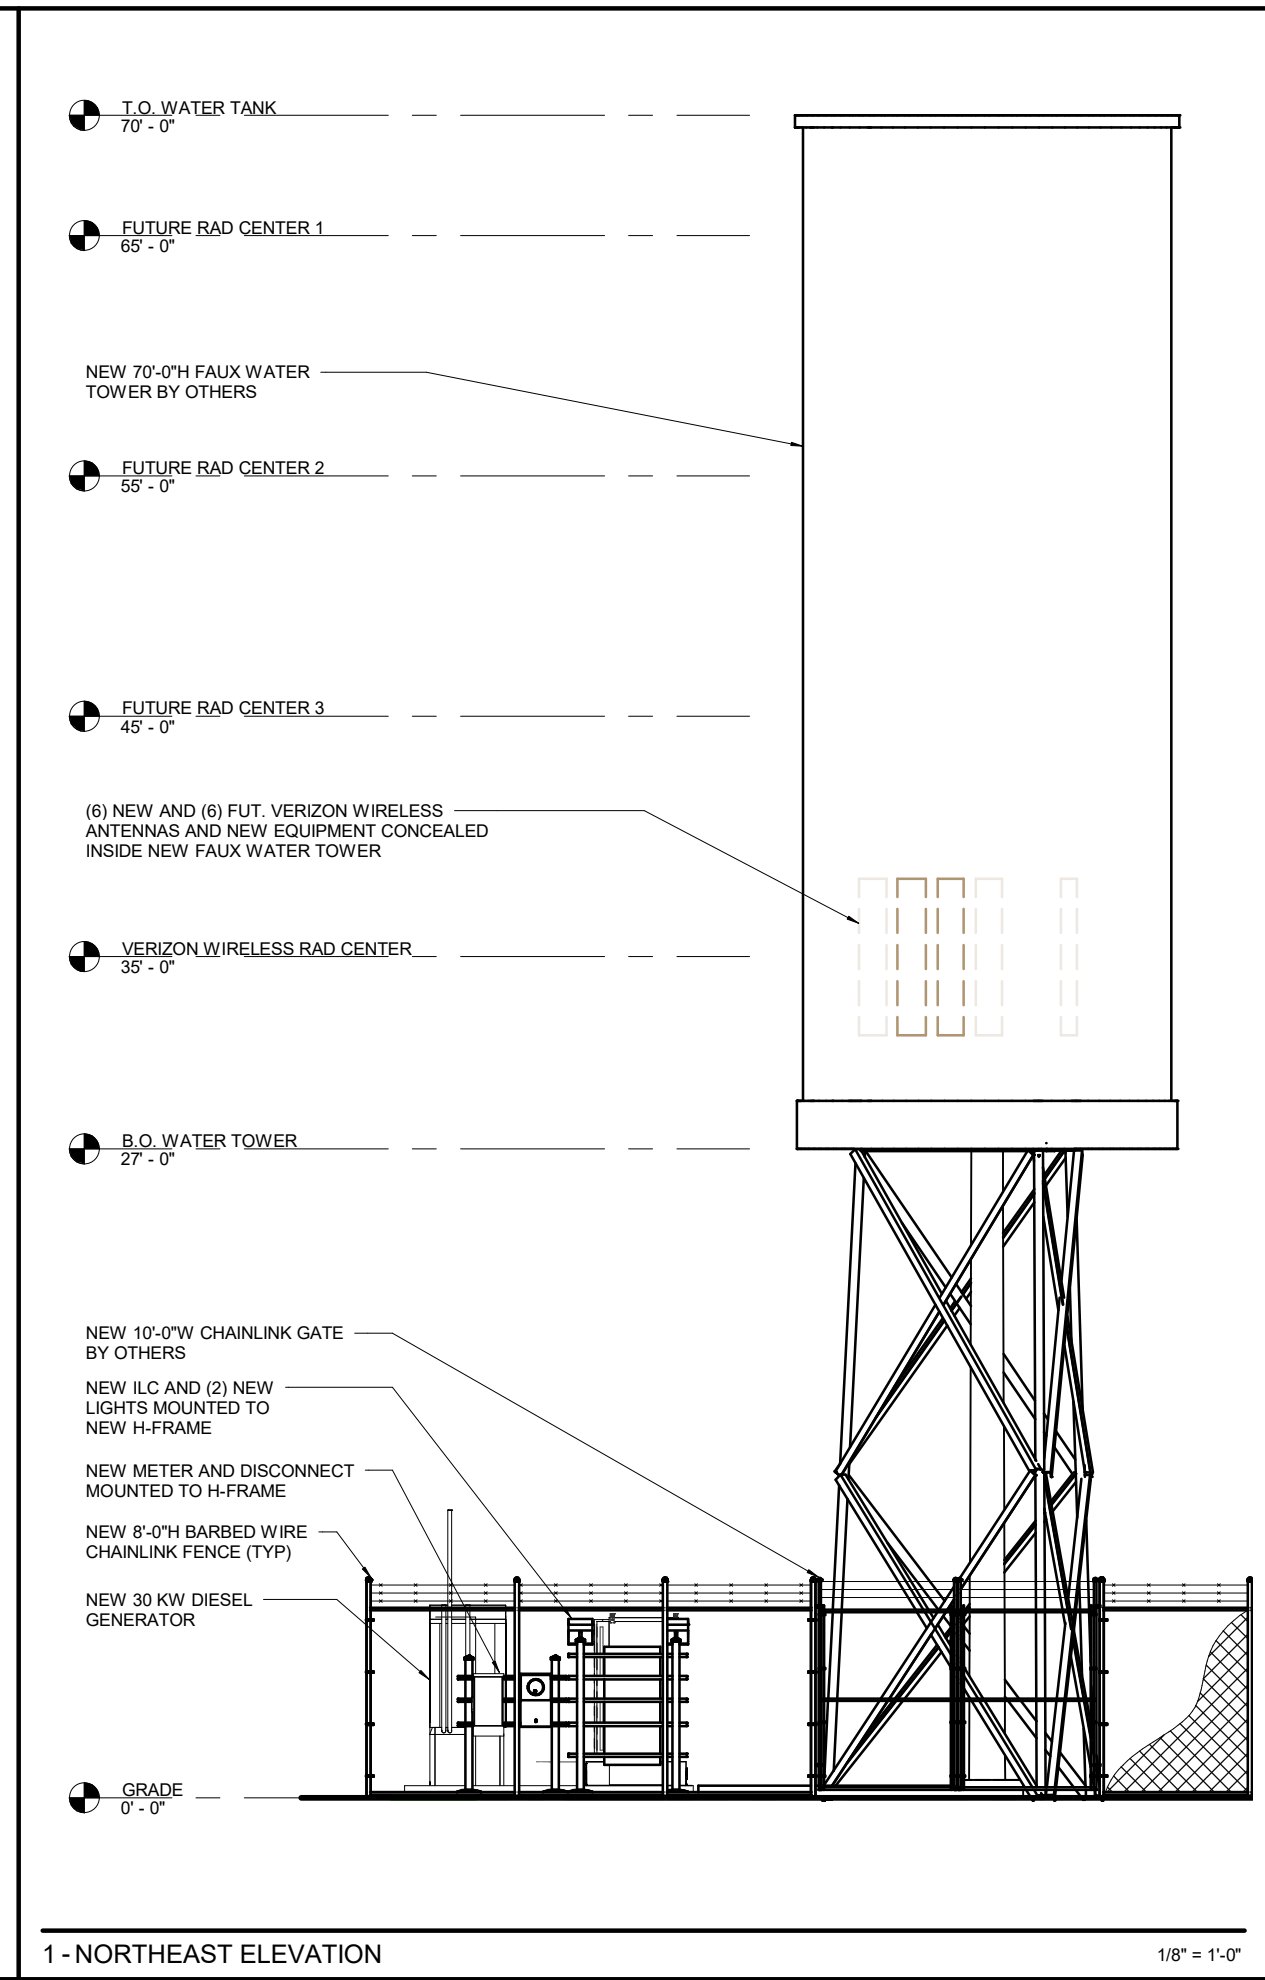 T.O. WATER TANK
70' - 0"
FUTURE RAD CENTER 1
65' - 0"
NEW 70'-0"H FAUX WATER
TOWER BY OTHERS
FUTURE RAD CENTER 2
55' - 0"
FUTURE RAD CENTER 3
45' - 0"
(6) NEW AND (6) FUT. VERIZON WIRELESS
ANTENNAS AND NEW EQUIPMENT CONCEALED
INSIDE NEW FAUX WATER TOWER
VERIZON WIRELESS RAD CENTER
35' - 0"
B.O. WATER TOWER
27' - 0"
NEW 10'-0"W CHAINLINK GATE
BY OTHERS
NEW ILC AND (2) NEW
LIGHTS MOUNTED TO
NEW H-FRAME
NEW METER AND DISCONNECT
MOUNTED TO H-FRAME
NEW 8'-0"H BARBED WIRE
CHAINLINK FENCE (TYP)
NEW 30 KW DIESEL
GENERATOR
GRADE
0' - 0"
1 - NORTHEAST ELEVATION
1/8" = 1'-0"